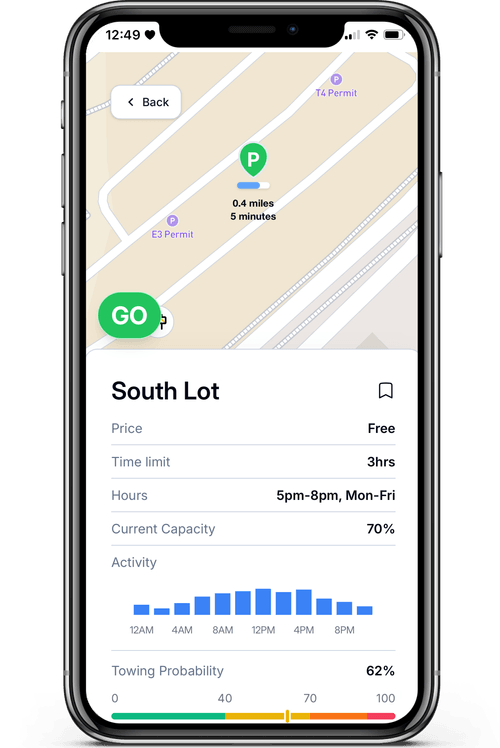 12:49
Back
T4 Permit
P
0.4 miles
5 minutes
E3 Permit
GO
South Lot
Price Free
Time limit 3hrs
Hours 5pm-8pm, Mon-Fri
Current Capacity 70%
Activity
12AM 4AM 8AM 12PM 4PM 8PM
Towing Probability 62%
0 40 70 100